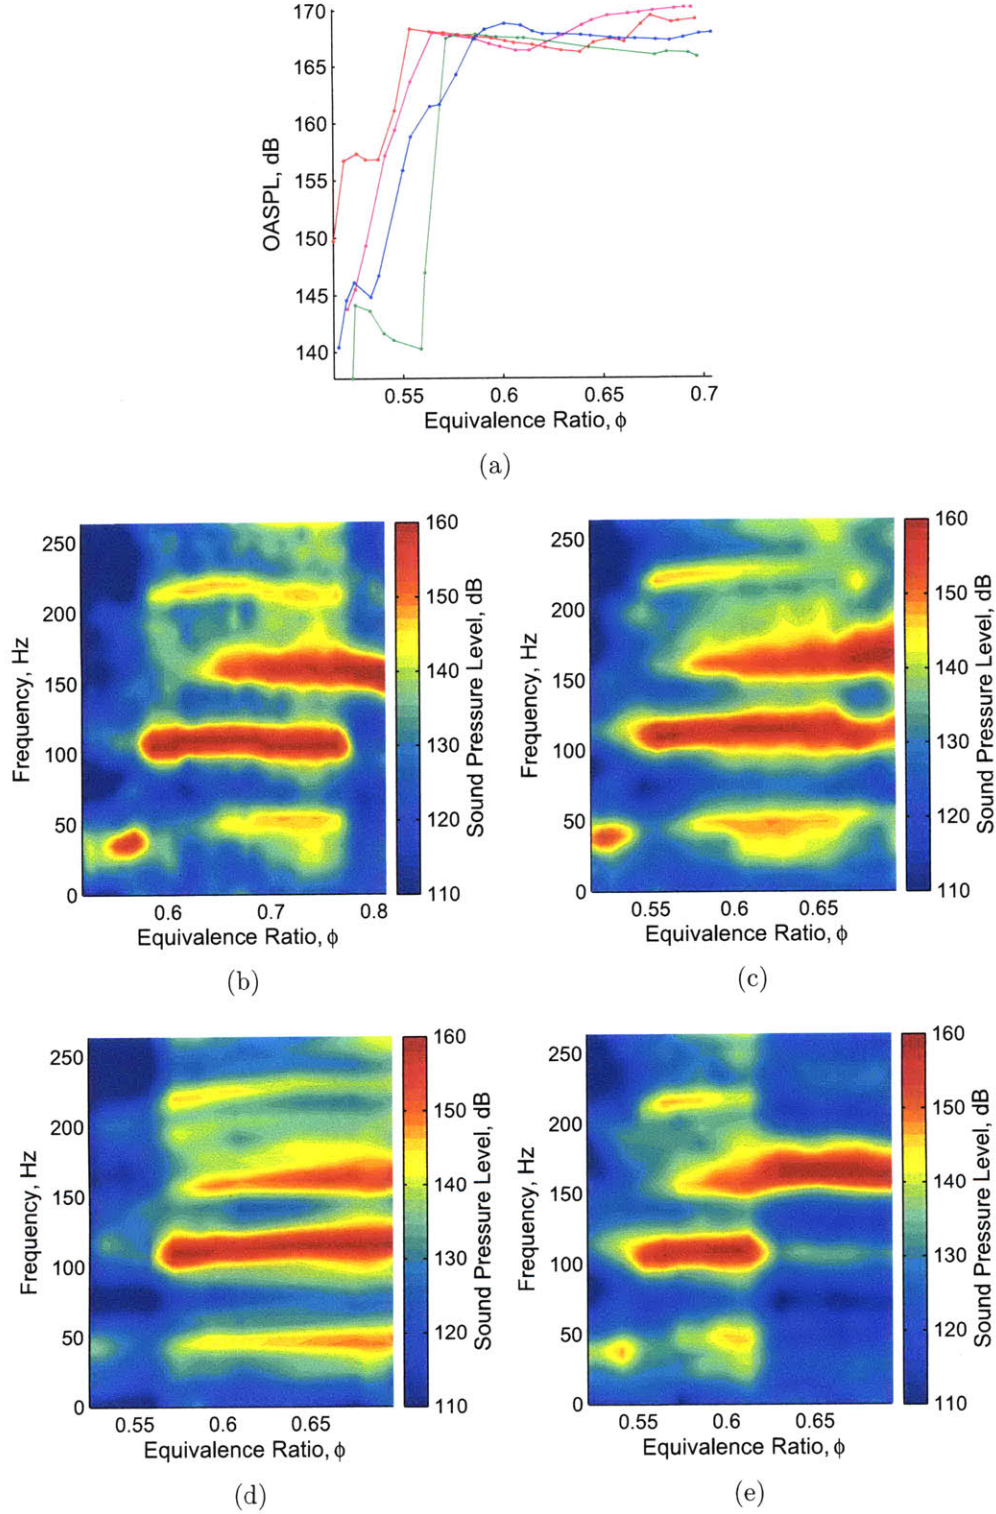 170
165
160
155
150
145
140
OASPL, dB
0.55 0.6 0.65 0.7
Equivalence Ratio, ϕ
(a)
250
200
150
100
50
0
Frequency, Hz
0.6 0.7 0.8
Equivalence Ratio, ϕ
160
150
140
130
120
110
Sound Pressure Level, dB
(b)
250
200
150
100
50
0
Frequency, Hz
0.55 0.6 0.65
Equivalence Ratio, ϕ
160
150
140
130
120
110
Sound Pressure Level, dB
(c)
250
200
150
100
50
0
Frequency, Hz
0.55 0.6 0.65
Equivalence Ratio, ϕ
160
150
140
130
120
110
Sound Pressure Level, dB
(d)
250
200
150
100
50
0
Frequency, Hz
0.55 0.6 0.65
Equivalence Ratio, ϕ
160
150
140
130
120
110
Sound Pressure Level, dB
(e)